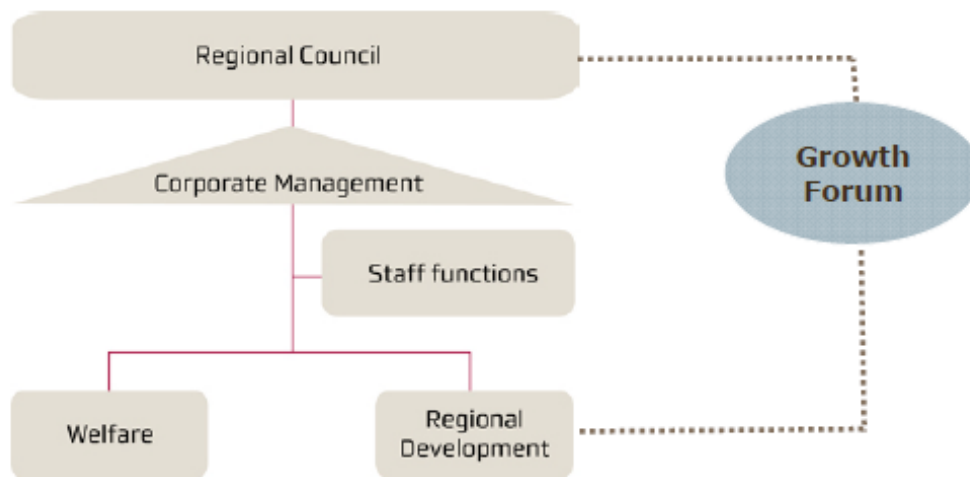 Regional Council
Corporate Management
Growth
Forum
Staff functions
Welfare
Regional
Development